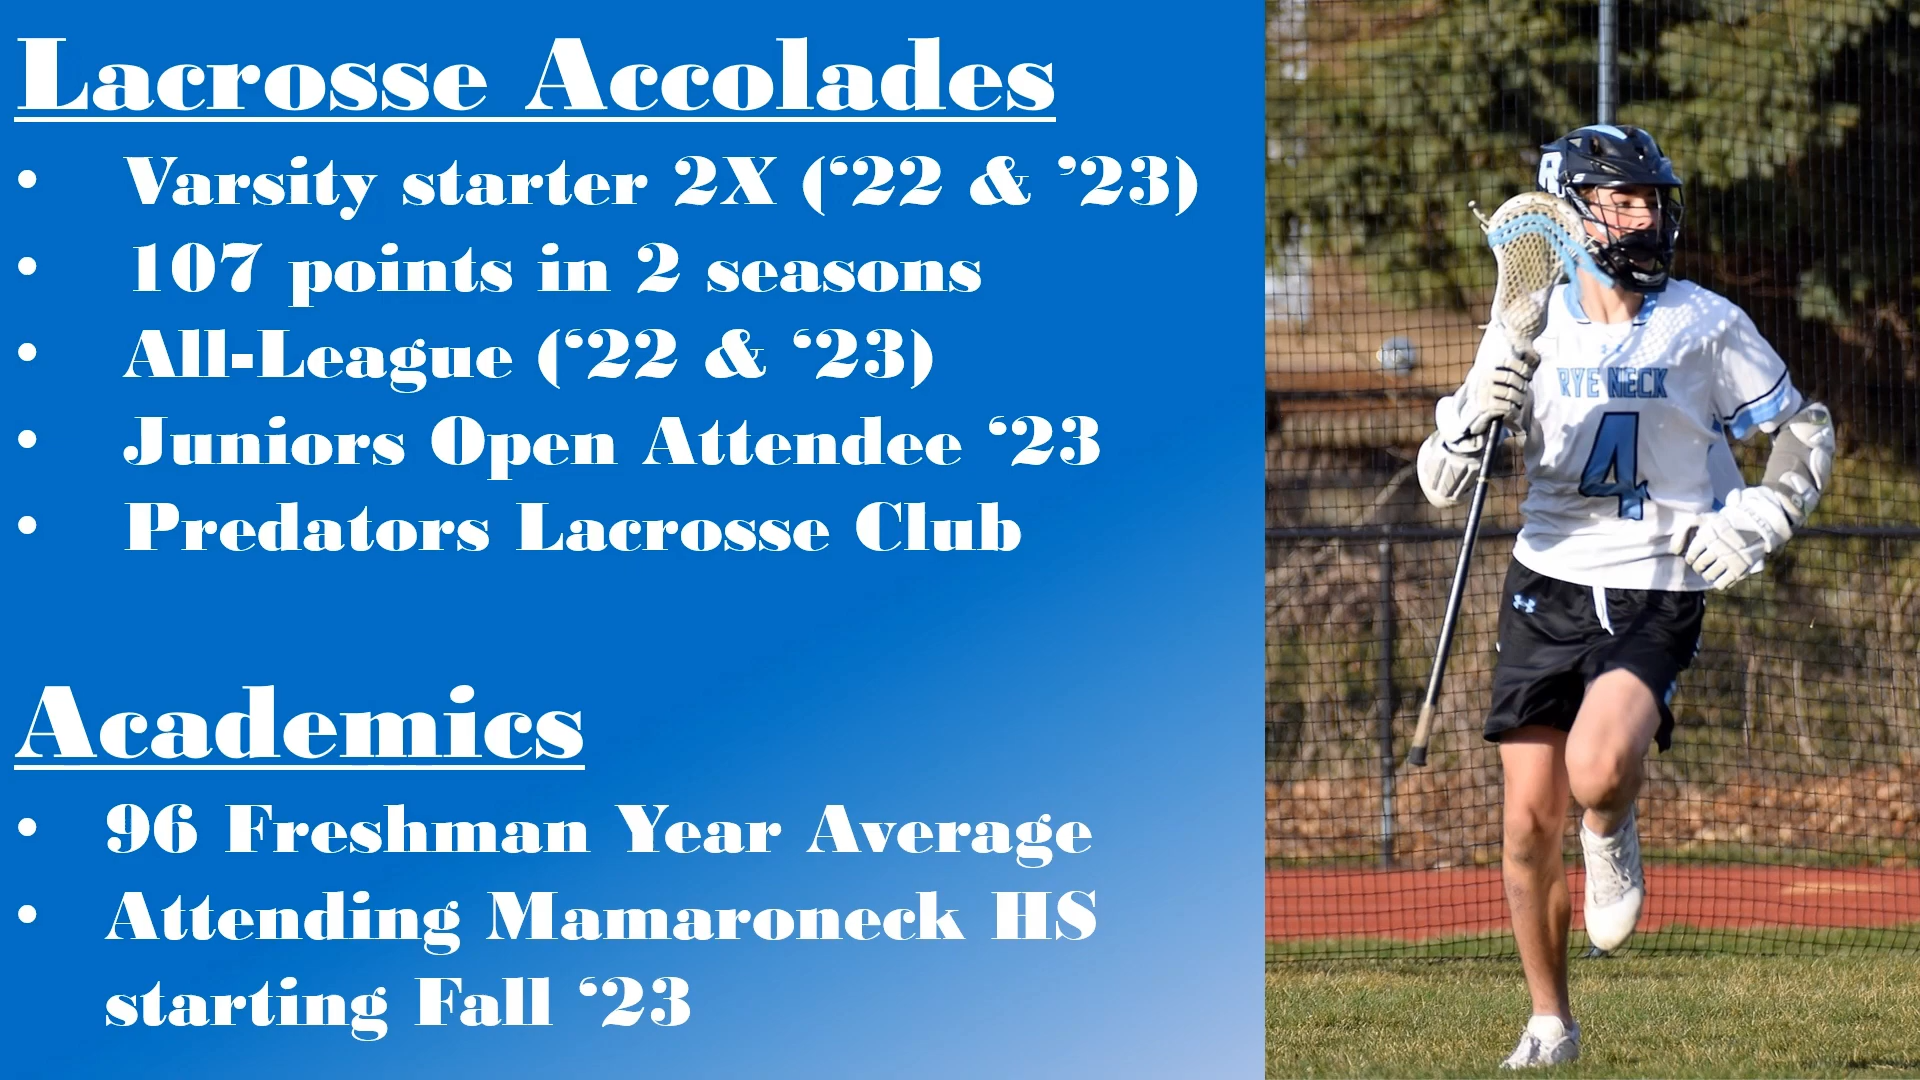 Lacrosse Accolades
• Varsity starter 2X (‘22 & ’23)
• 107 points in 2 seasons
• All-League (‘22 & ‘23)
• Juniors Open Attendee ‘23
• Predators Lacrosse Club
Academics
• 96 Freshman Year Average
• Attending Mamaroneck HS
starting Fall ‘23
R
RYE NECK
4